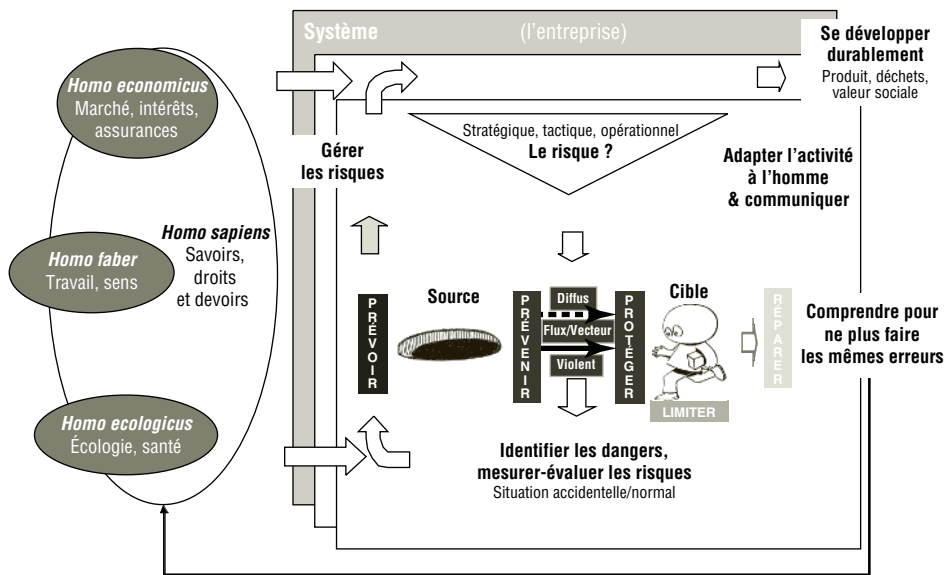 Système (l'entreprise)
Se développer
durablement
Produit, déchets,
valeur sociale
Homo economicus
Marché, intérêts,
assurances
Stratégique, tactique, opérationnel
Le risque ?
Gérer
les risques
Adapter l'activité
à l'homme
& communiquer
Homo sapiens
Savoirs,
droits
et devoirs
Homo faber
Travail, sens
PRÉVOIR
Source
PRÉVENIR
Diffus
Flux/Vecteur
Violent
PROTÉGER
Cible
LIMITER
RÉPARER
Comprendre pour
ne plus faire
les mêmes erreurs
Homo ecologicus
Écologie, santé
Identifier les dangers,
mesurer-évaluer les risques
Situation accidentelle/normal